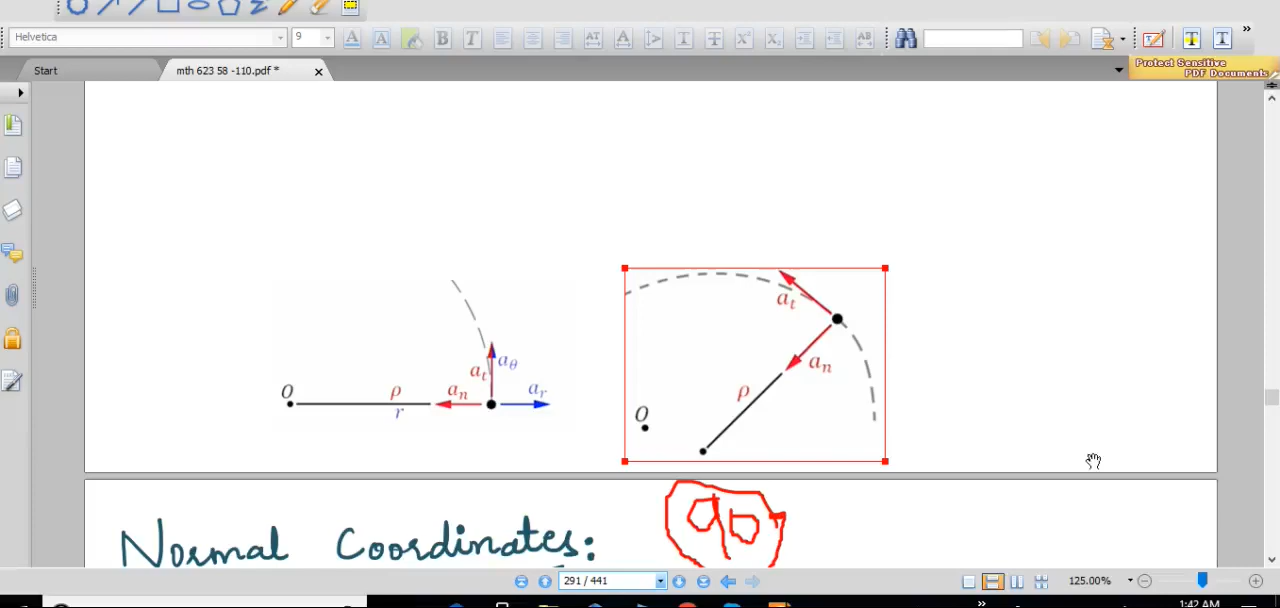 Helvetica 9
Start mth 623 58 -110.pdf *
Protect Sensitive
PDF Documents
a_t
a_n
O ρ a_n a_t a_θ a_r
r
ρ
O
Normal Coordinates:
291 / 441 125.00%
1:42 AM